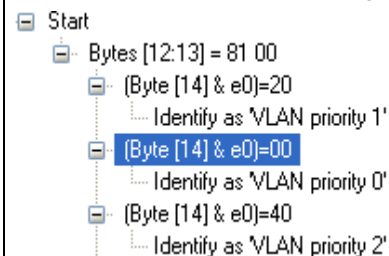 Start
Bytes [12:13] = 81 00
(Byte [14] & e0)=20
Identify as 'VLAN priority 1'
(Byte [14] & e0)=00
Identify as 'VLAN priority 0'
(Byte [14] & e0)=40
Identify as 'VLAN priority 2'